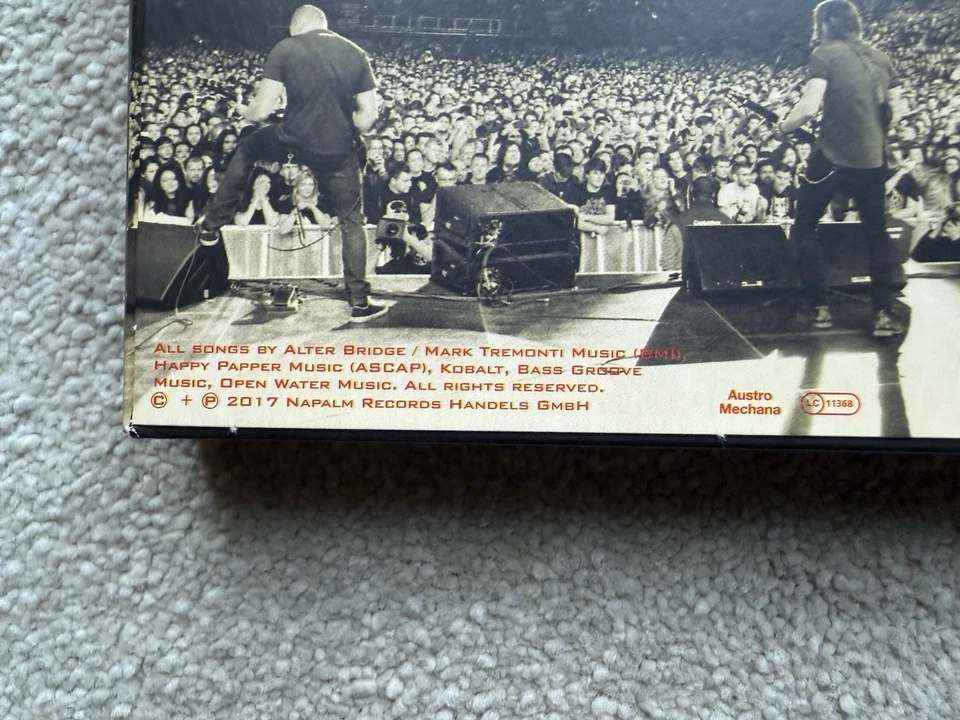 ALL SONGS BY ALTER BRIDGE / MARK TREMONTI MUSIC (BMI),
HAPPY PAPPER MUSIC (ASCAP), KOBALT, BASS GROOVE
MUSIC, OPEN WATER MUSIC. ALL RIGHTS RESERVED.
© + ℗ 2017 NAPALM RECORDS HANDELS GMBH
Austro
Mechana
LC 11368